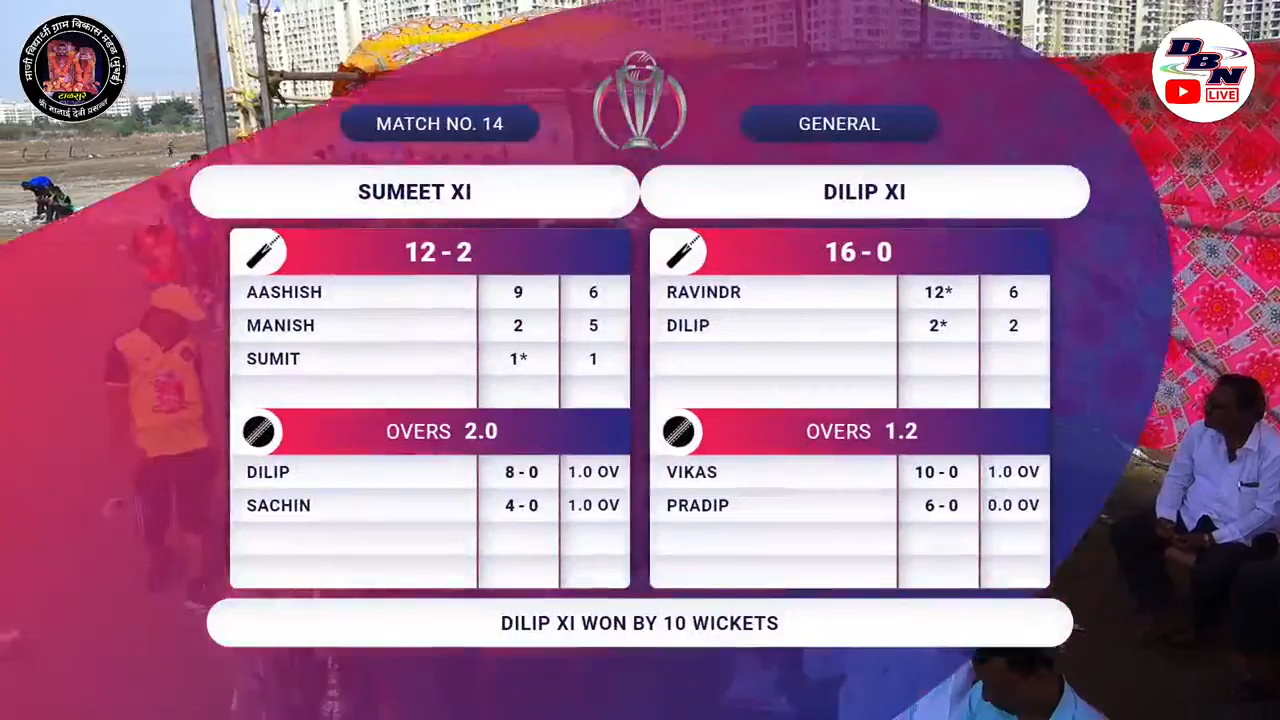 माजी विद्यार्थी ग्राम विकास मंडळ (मुंबई)
टाळसुरे
DBN
LIVE
MATCH NO. 14
GENERAL
SUMEET XI
DILIP XI
12 - 2
AASHISH 9 6
MANISH 2 5
SUMIT 1* 1
OVERS 2.0
DILIP 8 - 0 1.0 OV
SACHIN 4 - 0 1.0 OV
16 - 0
RAVINDR 12* 6
DILIP 2* 2
OVERS 1.2
VIKAS 10 - 0 1.0 OV
PRADIP 6 - 0 0.0 OV
DILIP XI WON BY 10 WICKETS